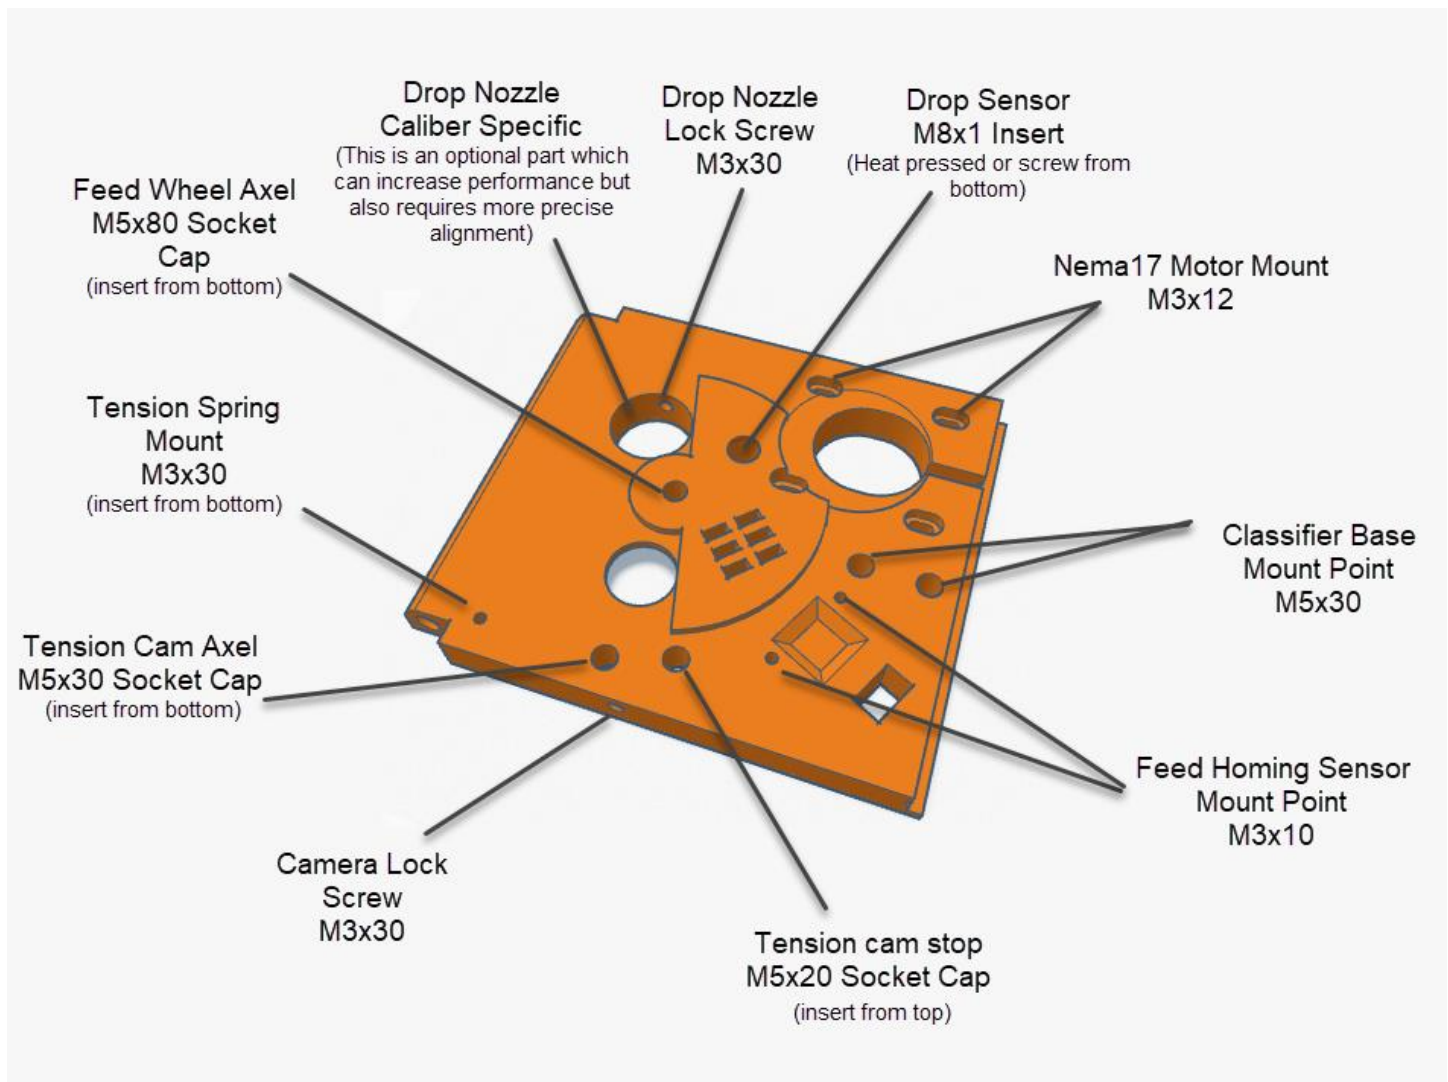 Drop Nozzle
Caliber Specific
(This is an optional part which
can increase performance but
also requires more precise
alignment)
Drop Nozzle
Lock Screw
M3x30
Drop Sensor
M8x1 Insert
(Heat pressed or screw from
bottom)
Feed Wheel Axel
M5x80 Socket
Cap
(insert from bottom)
Nema17 Motor Mount
M3x12
Tension Spring
Mount
M3x30
(insert from bottom)
Classifier Base
Mount Point
M5x30
Tension Cam Axel
M5x30 Socket Cap
(insert from bottom)
Feed Homing Sensor
Mount Point
M3x10
Camera Lock
Screw
M3x30
Tension cam stop
M5x20 Socket Cap
(insert from top)